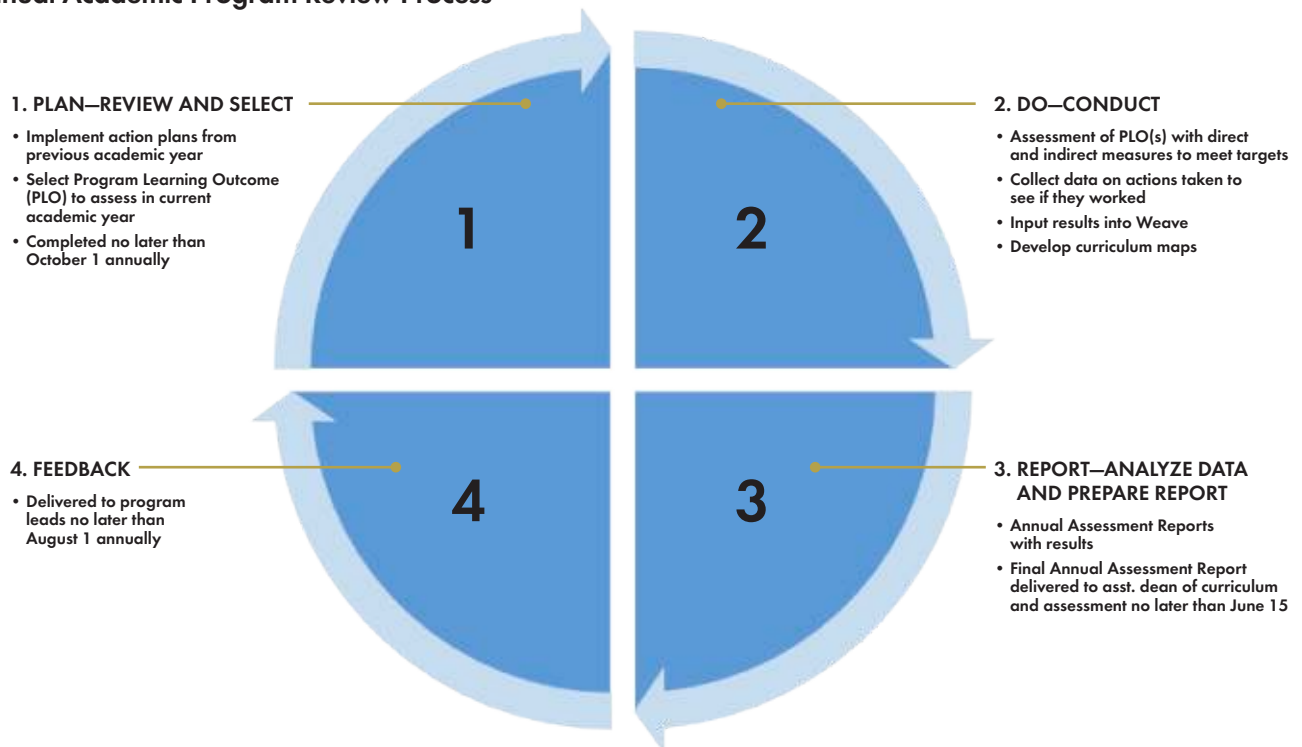 Academic Program Review Process
1. PLAN—REVIEW AND SELECT
• Implement action plans from
previous academic year
• Select Program Learning Outcome
(PLO) to assess in current
academic year
• Completed no later than
October 1 annually
1
2
2. DO—CONDUCT
• Assessment of PLO(s) with direct
and indirect measures to meet targets
• Collect data on actions taken to
see if they worked
• Input results into Weave
• Develop curriculum maps
4. FEEDBACK
• Delivered to program
leads no later than
August 1 annually
4
3
3. REPORT—ANALYZE DATA
AND PREPARE REPORT
• Annual Assessment Reports
with results
• Final Annual Assessment Report
delivered to asst. dean of curriculum
and assessment no later than June 15